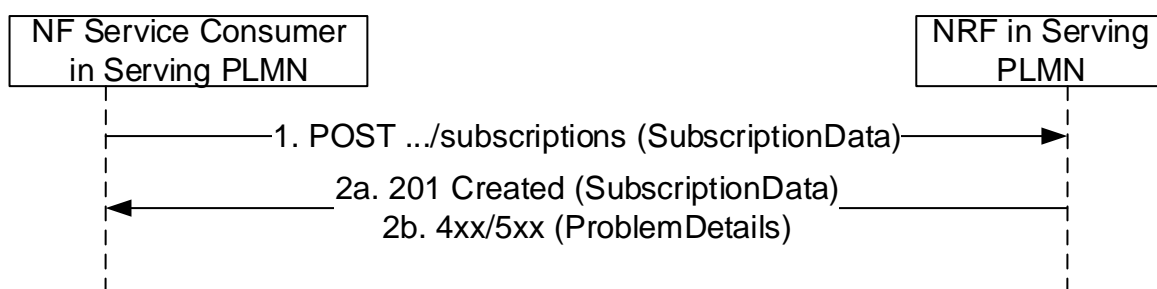 NF Service Consumer
in Serving PLMN
NRF in Serving
PLMN
1. POST .../subscriptions (SubscriptionData)
2a. 201 Created (SubscriptionData)
2b. 4xx/5xx (ProblemDetails)